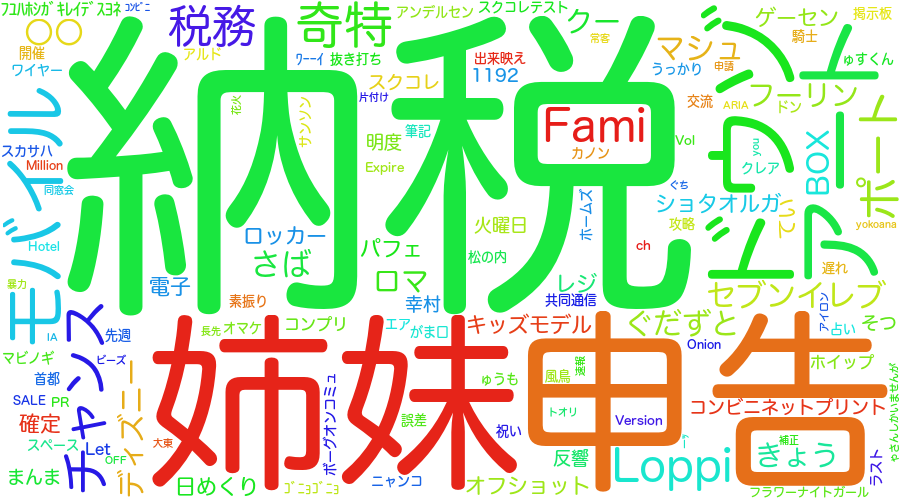 ﾌﾕﾙﾎｼｶﾞｷﾚｲﾃﾞｽﾖﾈ
ｺﾝﾋﾞﾆ
税務
奇特
アンデルセン
スクコレテスト
クー
常客
ゲーセン
掲示板
騎士
○○
開催
アルド
ﾜｰｰｲ
抜き打ち
出来映え
1192
マシュ
うっかり
申請
ゅすくん
ワイヤー
スクコレ
片付け
交流
フーリン
ドン
ARIA
花火
サンソン
納税
筆記
明度
Expire
Fami
カノン
Vol
you
クレア
BOX
ポート
モバイル
スカサハ
Million
同窓会
Hotel
暴力
IA
ワンド
アート
ぐち
ホームズ
ショタオルガ
攻略
てい
yokoana
ロッカー
さば
パフェ
火曜日
松の内
ch
遅れ
電子
ロマ
レジ
セブンイレブ
素振り
幸村
共同通信
アイロン
チャンス
先週
長先
オマケ
コンプリ
エア
がま口
キッズモデル
ぐだずと
占い
そつ
マビノギ
ビーズ
首都
SALE
PR
確定
ディズニー
姉妹
申告
Onion
ホイップ
風鳥
速報
ゅうも
トオリ
Version
コンビニネットプリント
スペース
Let
大東
OFF
ボーグオンコミュ
誤差
祝い
反響
Loppi
補正
きょう
ラスト
やさんしかいませんが
まんま
日めくり
ｺﾞﾆｮｺﾞﾆｮ
ニャンコ
オフショット
フラワーナイトガール